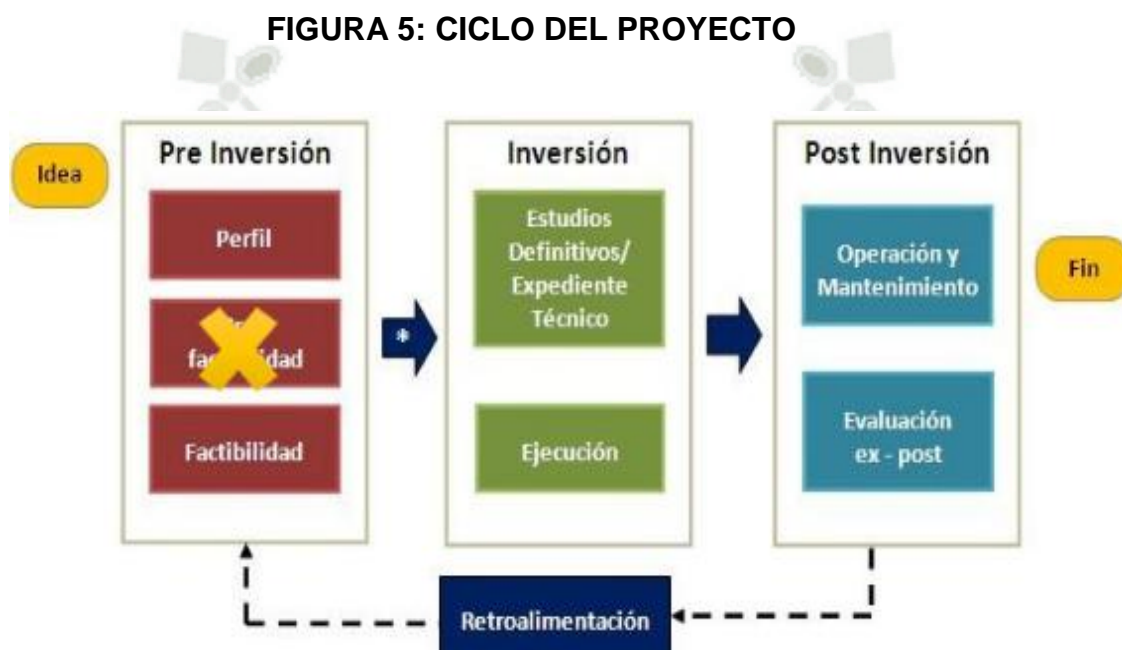 FIGURA 5: CICLO DEL PROYECTO
Idea
Pre Inversión
Perfil
Factibilidad
*
Inversión
Estudios
Definitivos/
Expediente
Técnico
Ejecución
Post Inversión
Operación y
Mantenimiento
Evaluación
ex - post
Fin
Retroalimentación